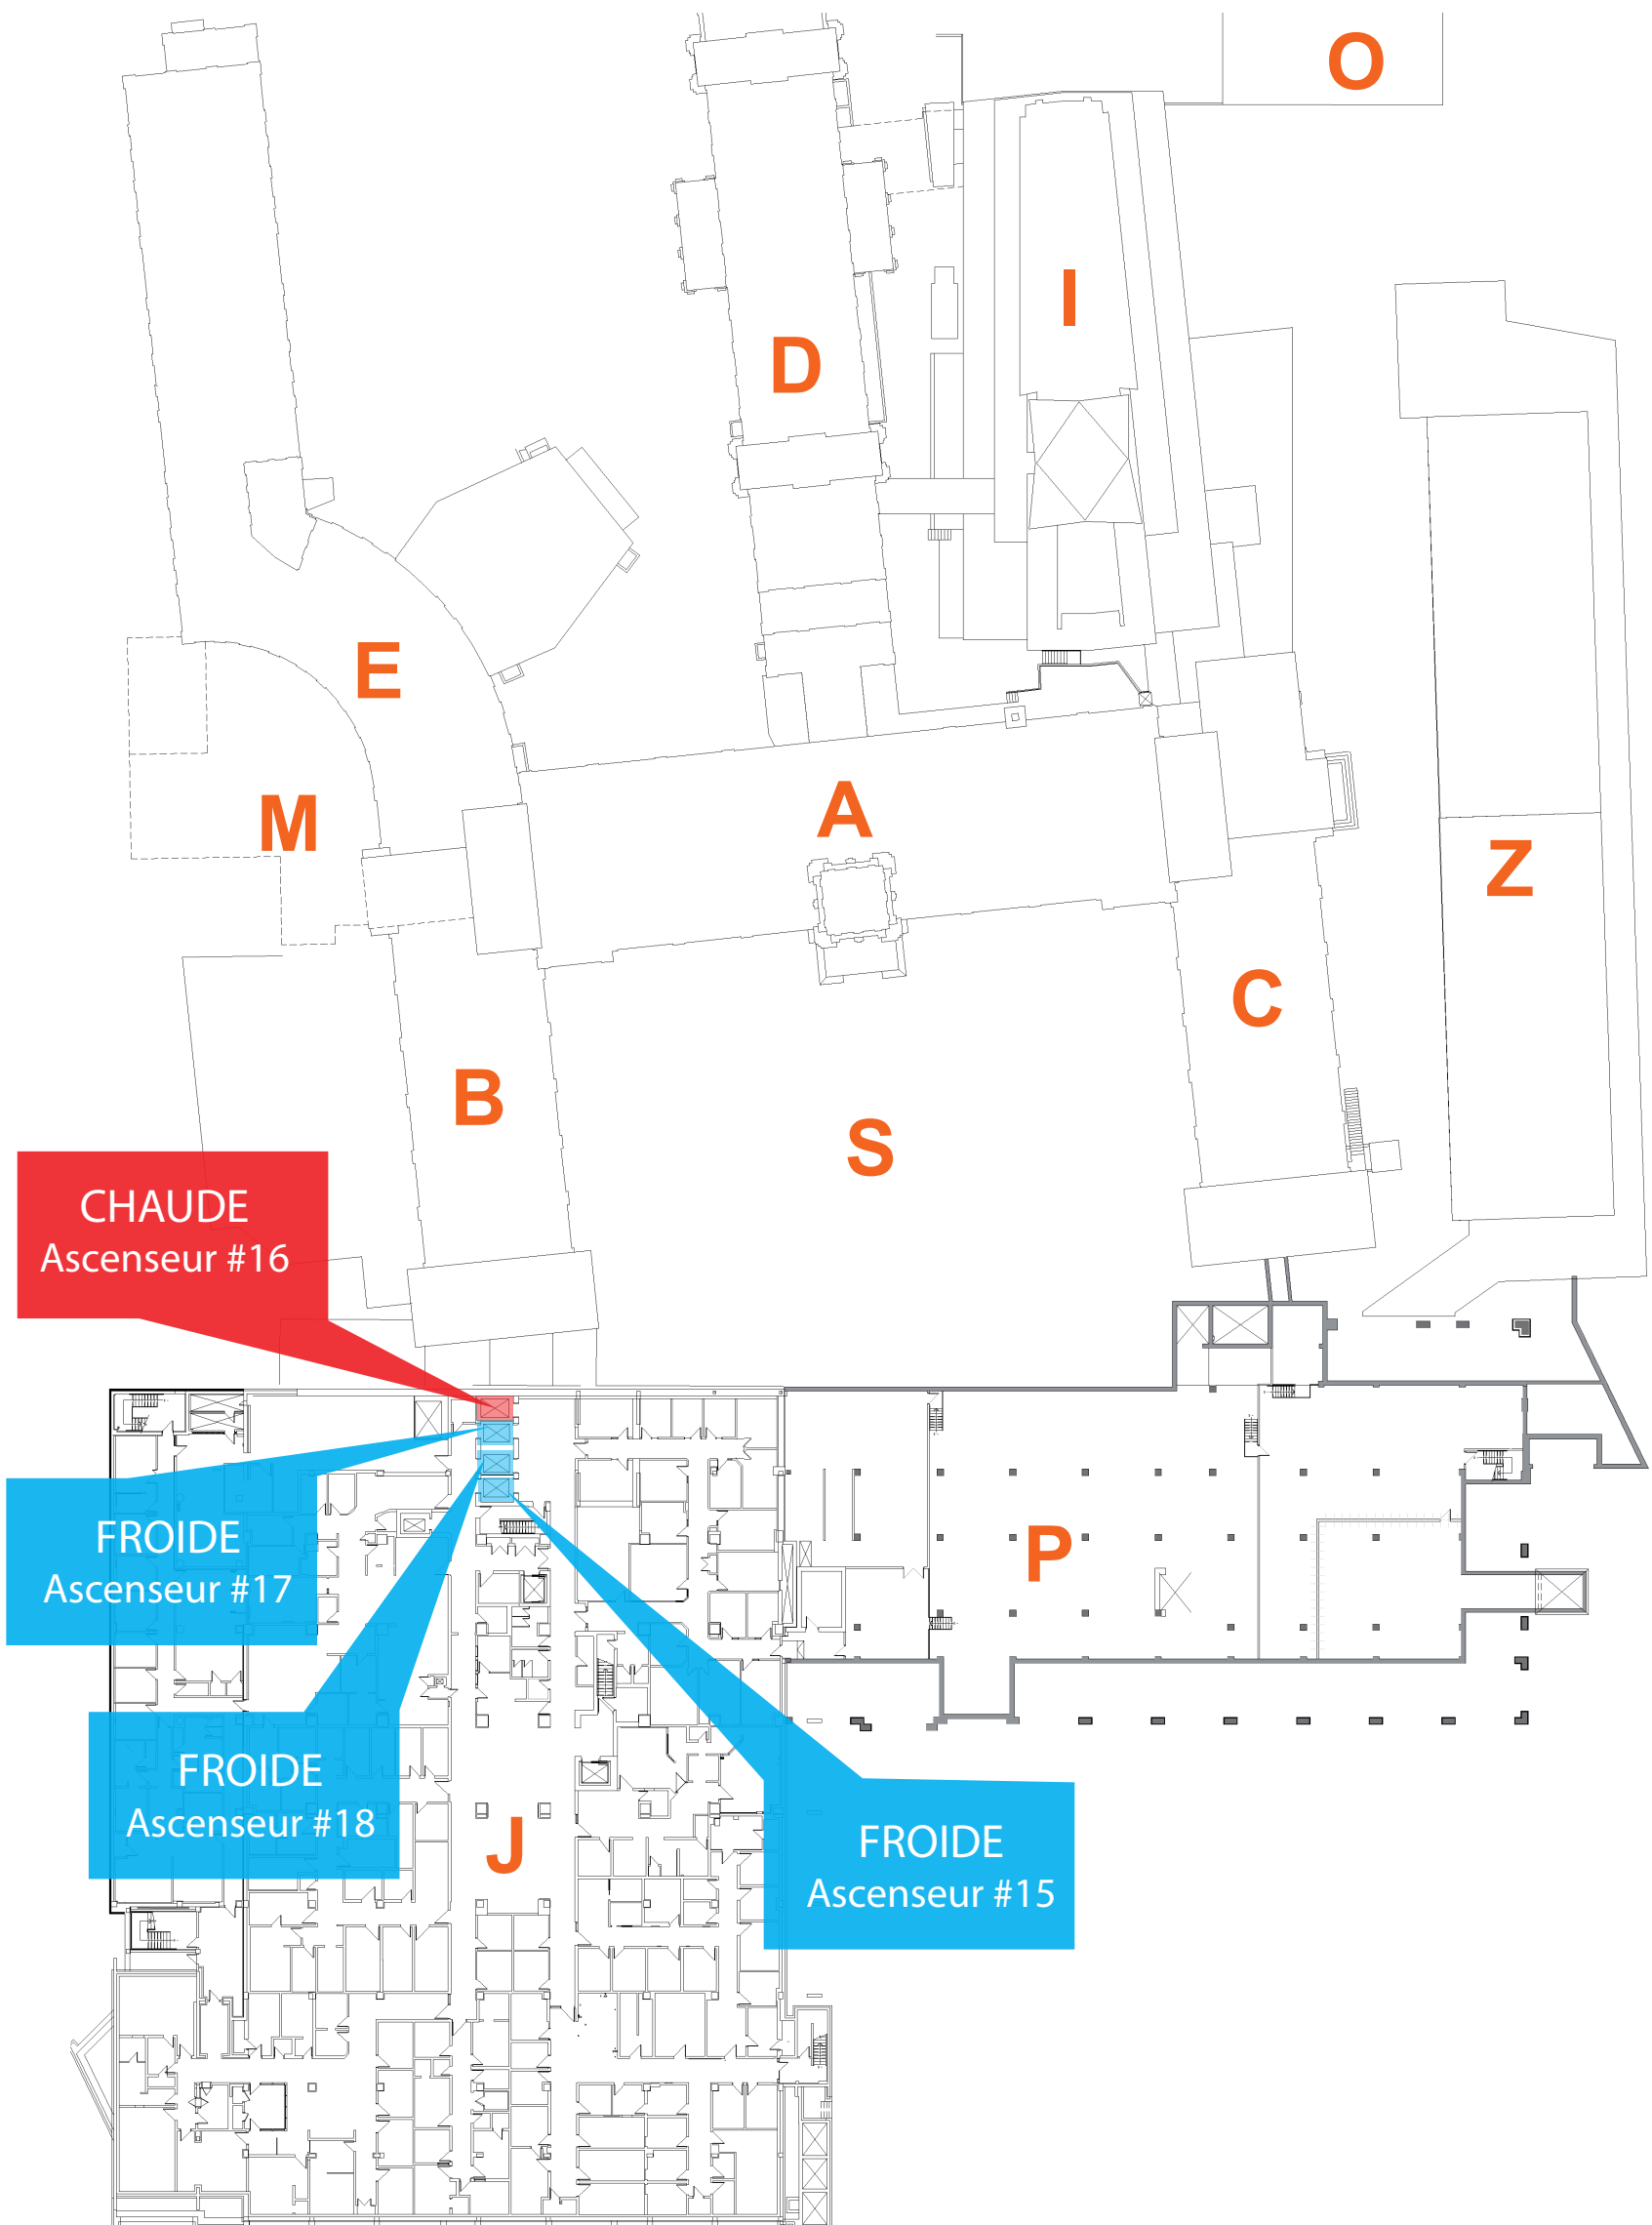 O
I
D
E
M
A
Z
C
B
S
CHAUDE
Ascenseur #16
FROIDE
Ascenseur #17
P
FROIDE
Ascenseur #18
J
FROIDE
Ascenseur #15